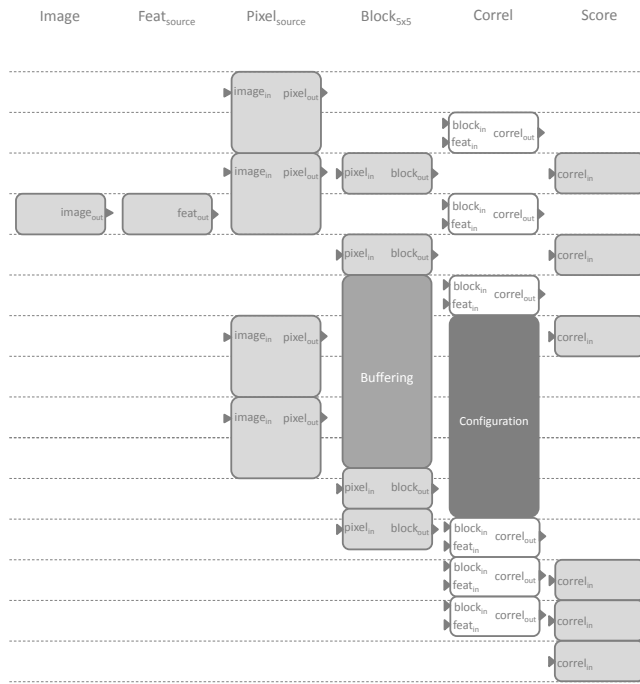 Image Feat_source Pixel_source Block_5x5 Correl Score
image_in pixel_out
block_in correl_out
feat_in
image_in pixel_out pixel_in block_out correl_in
block_in correl_out
image_out feat_out feat_in
pixel_in block_out correl_in
block_in correl_out
feat_in
image_in pixel_out correl_in
Buffering
image_in pixel_out Configuration
pixel_in block_out
pixel_in block_out block_in correl_out
feat_in
block_in correl_out correl_in
feat_in
block_in correl_out correl_in
feat_in
correl_in